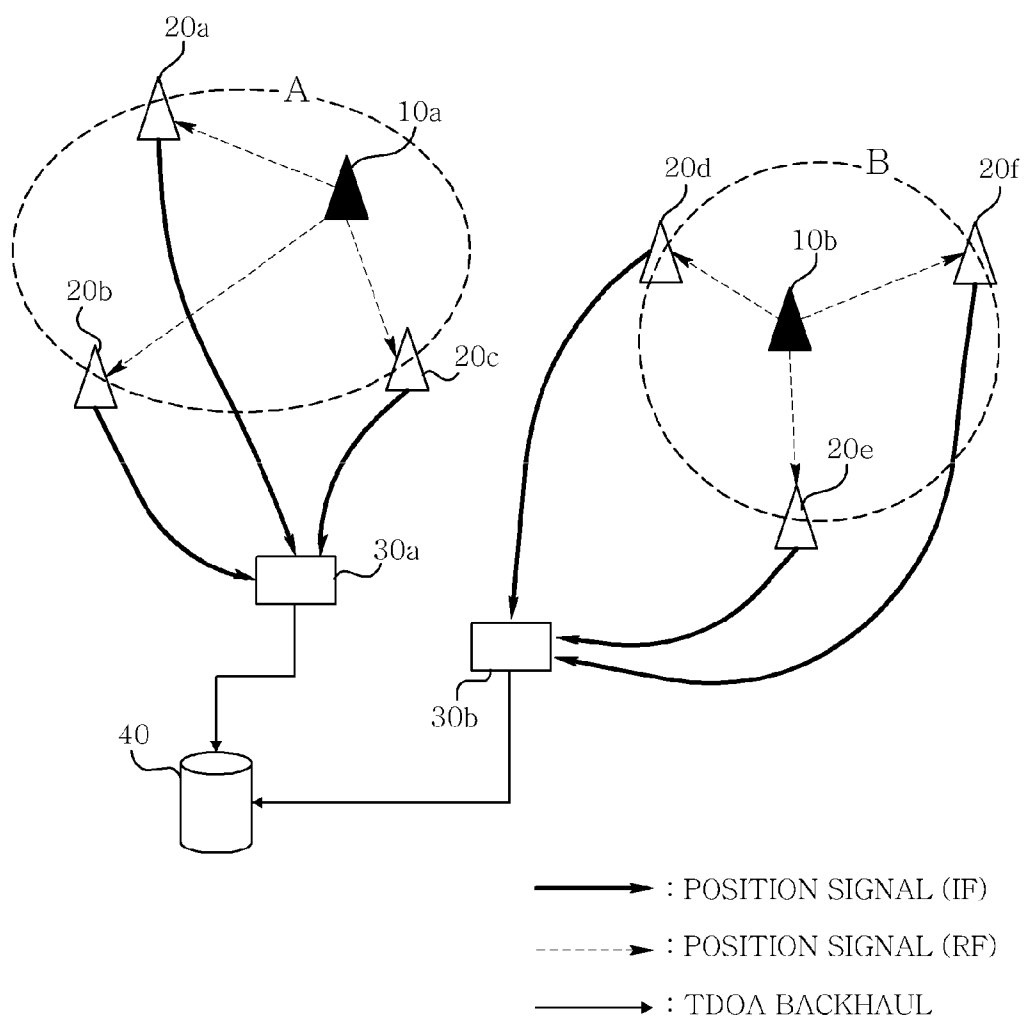 20a
A
10a
20d
B
20f
10b
20b
20c
20e
30a
30b
40
: POSITION SIGNAL (IF)
: POSITION SIGNAL (RF)
: TDOA BACKHAUL